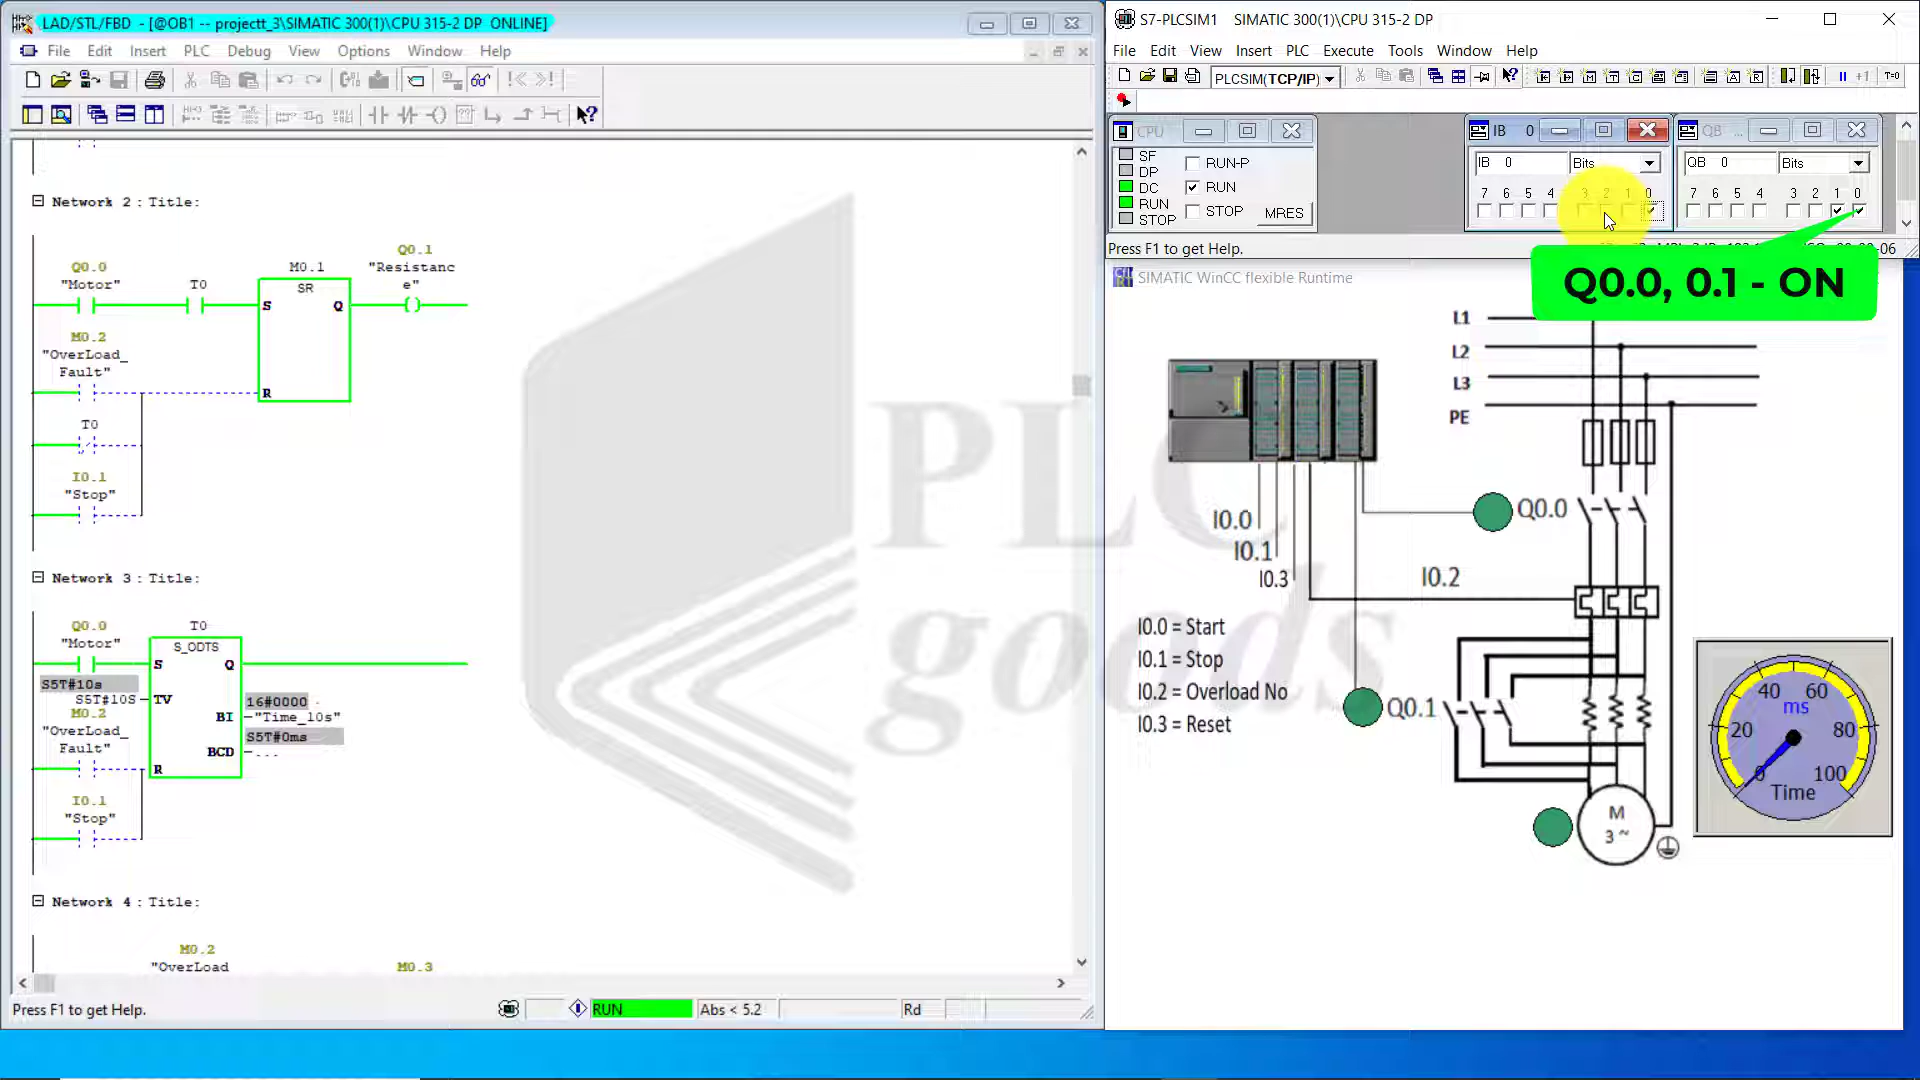 LAD/STL/FBD - [@OB1 -- projectt_3\SIMATIC 300(1)\CPU 315-2 DP ONLINE]
File Edit Insert PLC Debug View Options Window Help
Network 2 : Title:
Q0.0
"Motor"
T0
M0.1
SR
Q0.1
"Resistanc
e"
S
Q
M0.2
"OverLoad_
Fault"
R
T0
I0.1
"Stop"
Network 3 : Title:
Q0.0
"Motor"
T0
S_ODTS
S
Q
S5T#10s
S5T#10S
TV
M0.2
"OverLoad_
Fault"
16#0000
BI
"Time_10s"
S5T#0ms
BCD
...
R
I0.1
"Stop"
Network 4 : Title:
M0.2
"OverLoad
M0.3
Press F1 to get Help.
RUN
Abs < 5.2
Rd
S7-PLCSIM1 SIMATIC 300(1)\CPU 315-2 DP
File Edit View Insert PLC Execute Tools Window Help
PLCSIM(TCP/IP)
+1
T=0
CPU
SF
DP
DC
RUN
STOP
RUN-P
RUN
STOP
MRES
IB 0
IB 0
Bits
7 6 5 4 3 2 1 0
QB ...
QB 0
Bits
7 6 5 4 3 2 1 0
Press F1 to get Help.
Q0.0, 0.1 - ON
SIMATIC WinCC flexible Runtime
L1
L2
L3
PE
I0.0
I0.1
I0.3
Q0.0
I0.2
I0.0 = Start
I0.1 = Stop
I0.2 = Overload No
I0.3 = Reset
Q0.1
M
3 ~
0 20 40 60 80 100
ms
Time
PLC
goods